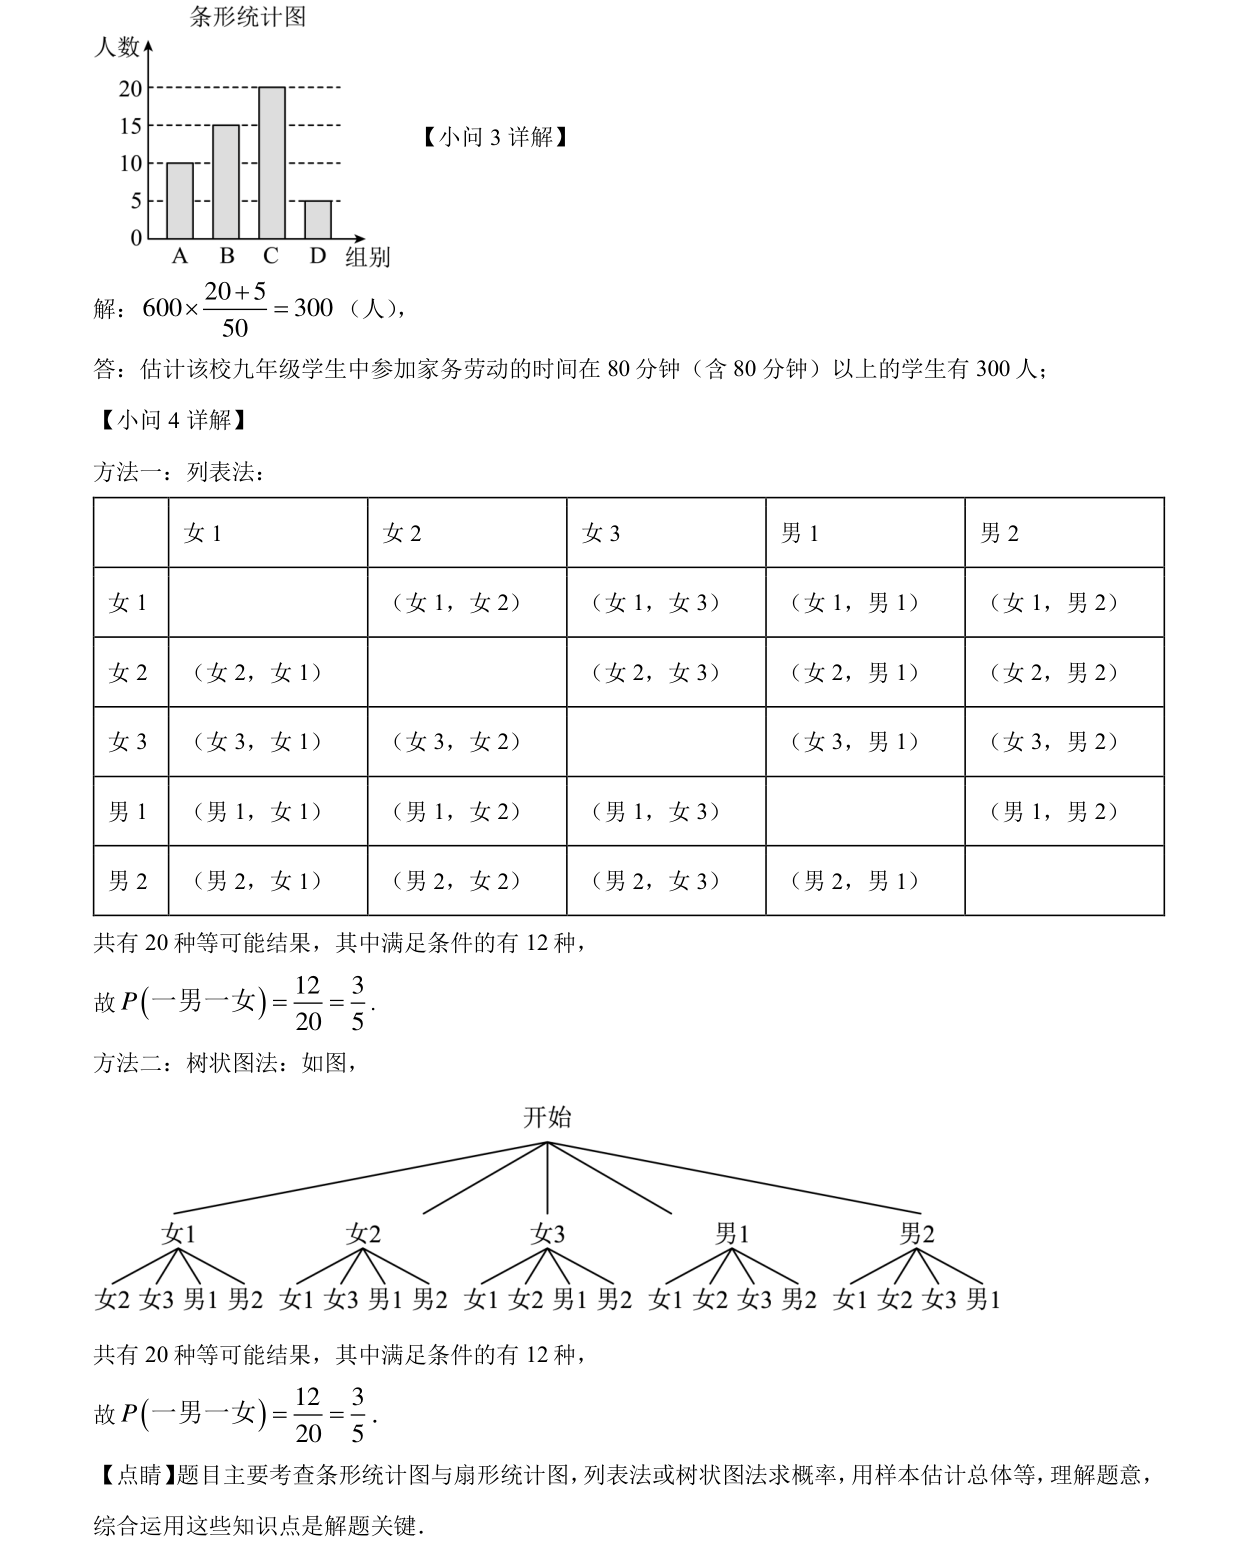 条形统计图
人数
20
15
10
5
0
A B C D 组别
【小问 3 详解】
解：600×(20+5)/50=300（人），
答：估计该校九年级学生中参加家务劳动的时间在 80 分钟（含 80 分钟）以上的学生有 300 人；
【小问 4 详解】
方法一：列表法：
女 1 女 2 女 3 男 1 男 2
女 1 （女 1，女 2） （女 1，女 3） （女 1，男 1） （女 1，男 2）
女 2 （女 2，女 1） （女 2，女 3） （女 2，男 1） （女 2，男 2）
女 3 （女 3，女 1） （女 3，女 2） （女 3，男 1） （女 3，男 2）
男 1 （男 1，女 1） （男 1，女 2） （男 1，女 3） （男 1，男 2）
男 2 （男 2，女 1） （男 2，女 2） （男 2，女 3） （男 2，男 1）
共有 20 种等可能结果，其中满足条件的有 12 种，
故 P(一男一女)=12/20=3/5.
方法二：树状图法：如图，
开始
女1 女2 女3 男1 男2
女2 女3 男1 男2 女1 女3 男1 男2 女1 女2 男1 男2 女1 女2 女3 男2 女1 女2 女3 男1
共有 20 种等可能结果，其中满足条件的有 12 种，
故 P(一男一女)=12/20=3/5.
【点睛】题目主要考查条形统计图与扇形统计图，列表法或树状图法求概率，用样本估计总体等，理解题意，
综合运用这些知识点是解题关键．